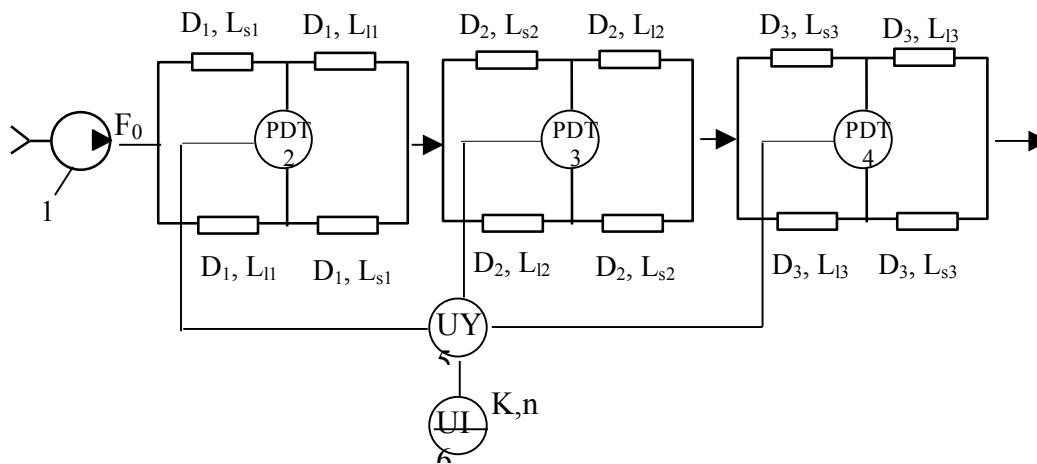 D₁, Lₛ₁ D₁, Lₗ₁ D₂, Lₛ₂ D₂, Lₗ₂ D₃, Lₛ₃ D₃, Lₗ₃
F₀ PDT PDT PDT
2 3 4
1
D₁, Lₗ₁ D₁, Lₛ₁ D₂, Lₗ₂ D₂, Lₛ₂ D₃, Lₗ₃ D₃, Lₛ₃
UY
5
K,n
UI
6